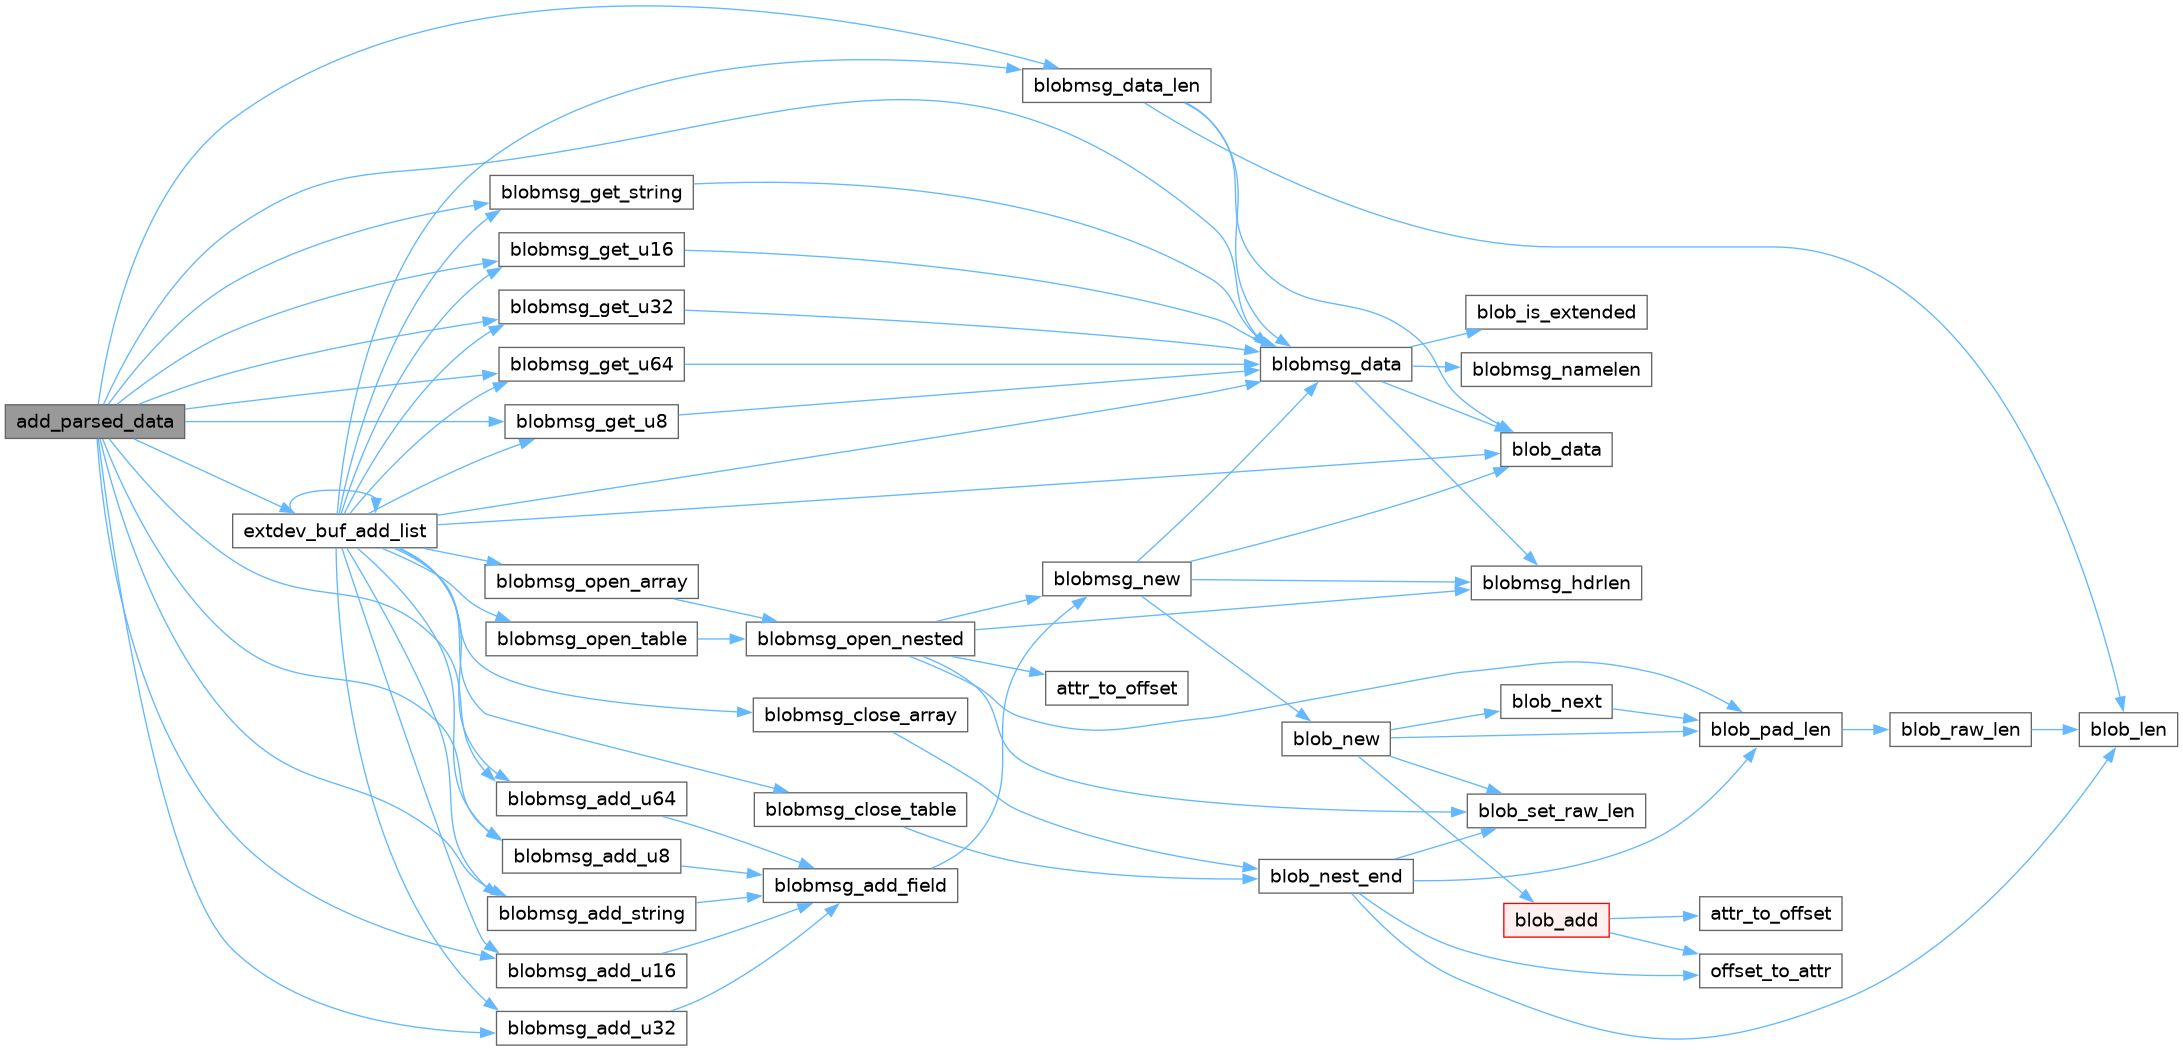 add_parsed_data
extdev_buf_add_list
blobmsg_get_string
blobmsg_get_u16
blobmsg_get_u32
blobmsg_get_u64
blobmsg_get_u8
blobmsg_open_array
blobmsg_open_table
blobmsg_add_u64
blobmsg_add_u8
blobmsg_add_string
blobmsg_add_u16
blobmsg_add_u32
blobmsg_open_nested
blobmsg_close_array
blobmsg_close_table
blobmsg_add_field
blobmsg_data_len
blobmsg_new
attr_to_offset
blobmsg_data
blob_new
blob_nest_end
blob_is_extended
blobmsg_namelen
blob_data
blobmsg_hdrlen
blob_next
blob_set_raw_len
blob_add
blob_pad_len
attr_to_offset
offset_to_attr
blob_raw_len
blob_len